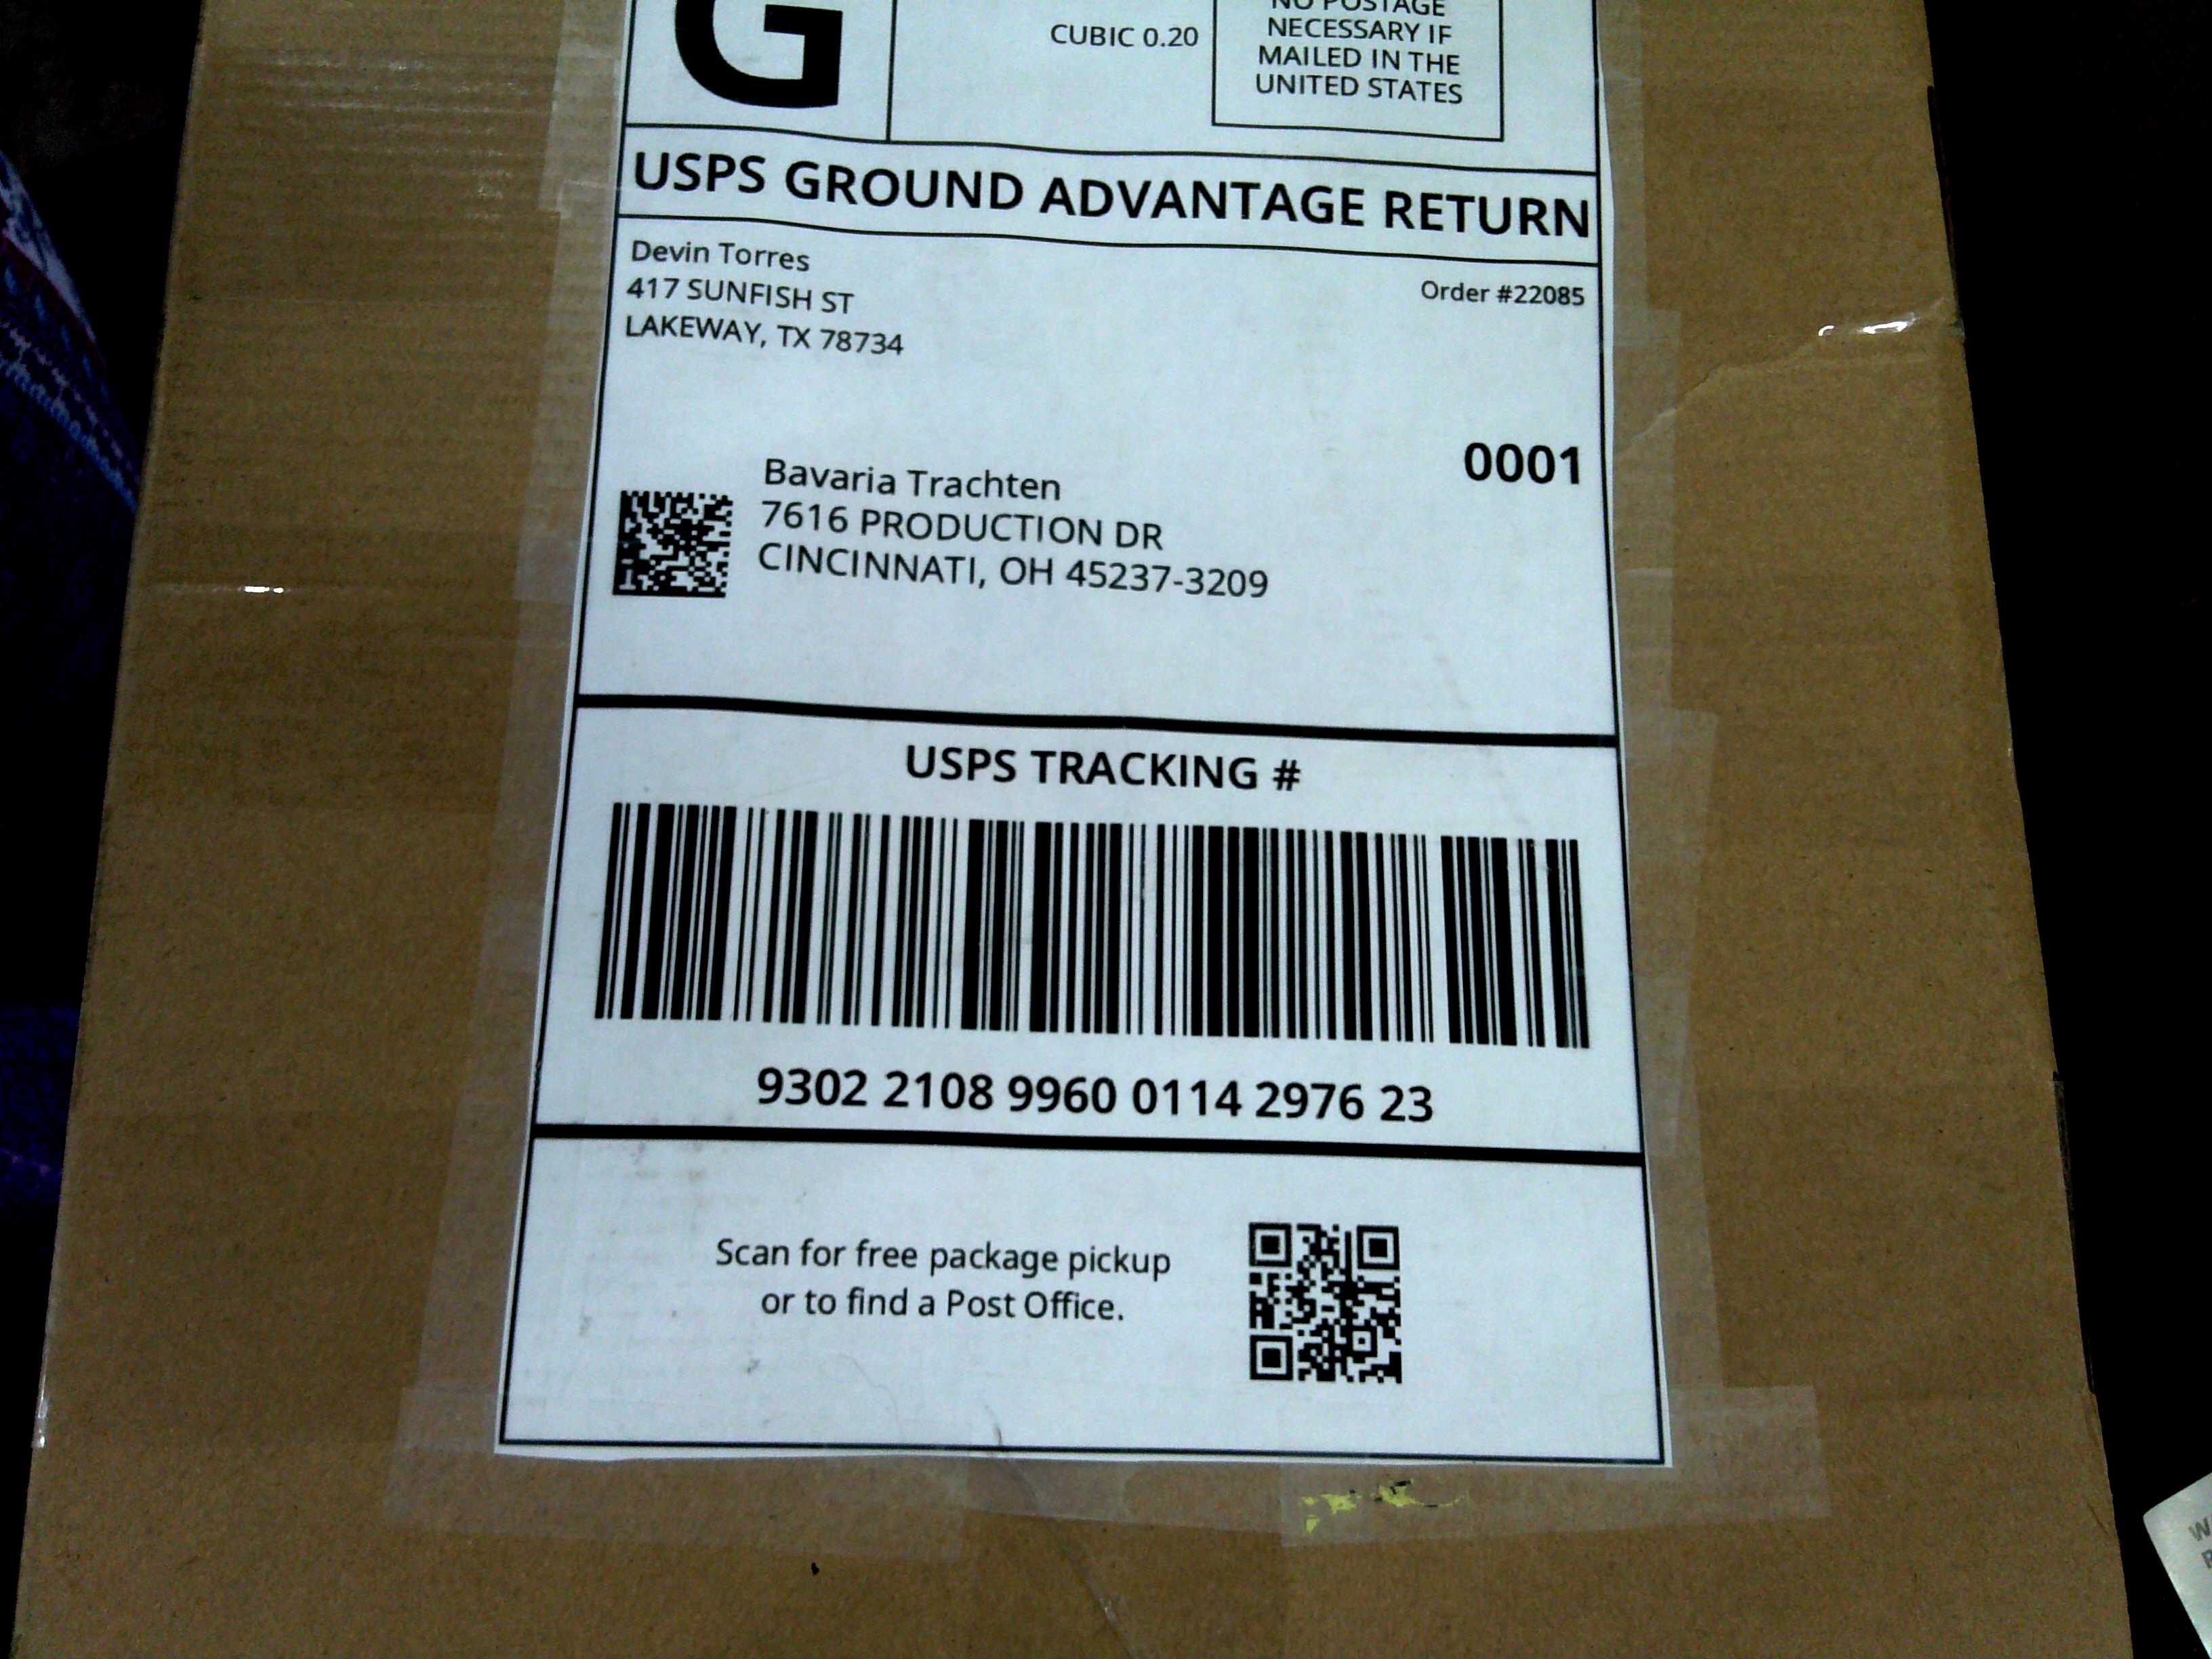 G
CUBIC 0.20
NO POSTAGE
NECESSARY IF
MAILED IN THE
UNITED STATES
USPS GROUND ADVANTAGE RETURN
Devin Torres
417 SUNFISH ST
LAKEWAY, TX 78734
Order #22085
0001
Bavaria Trachten
7616 PRODUCTION DR
CINCINNATI, OH 45237-3209
USPS TRACKING #
9302 2108 9960 0114 2976 23
Scan for free package pickup
or to find a Post Office.